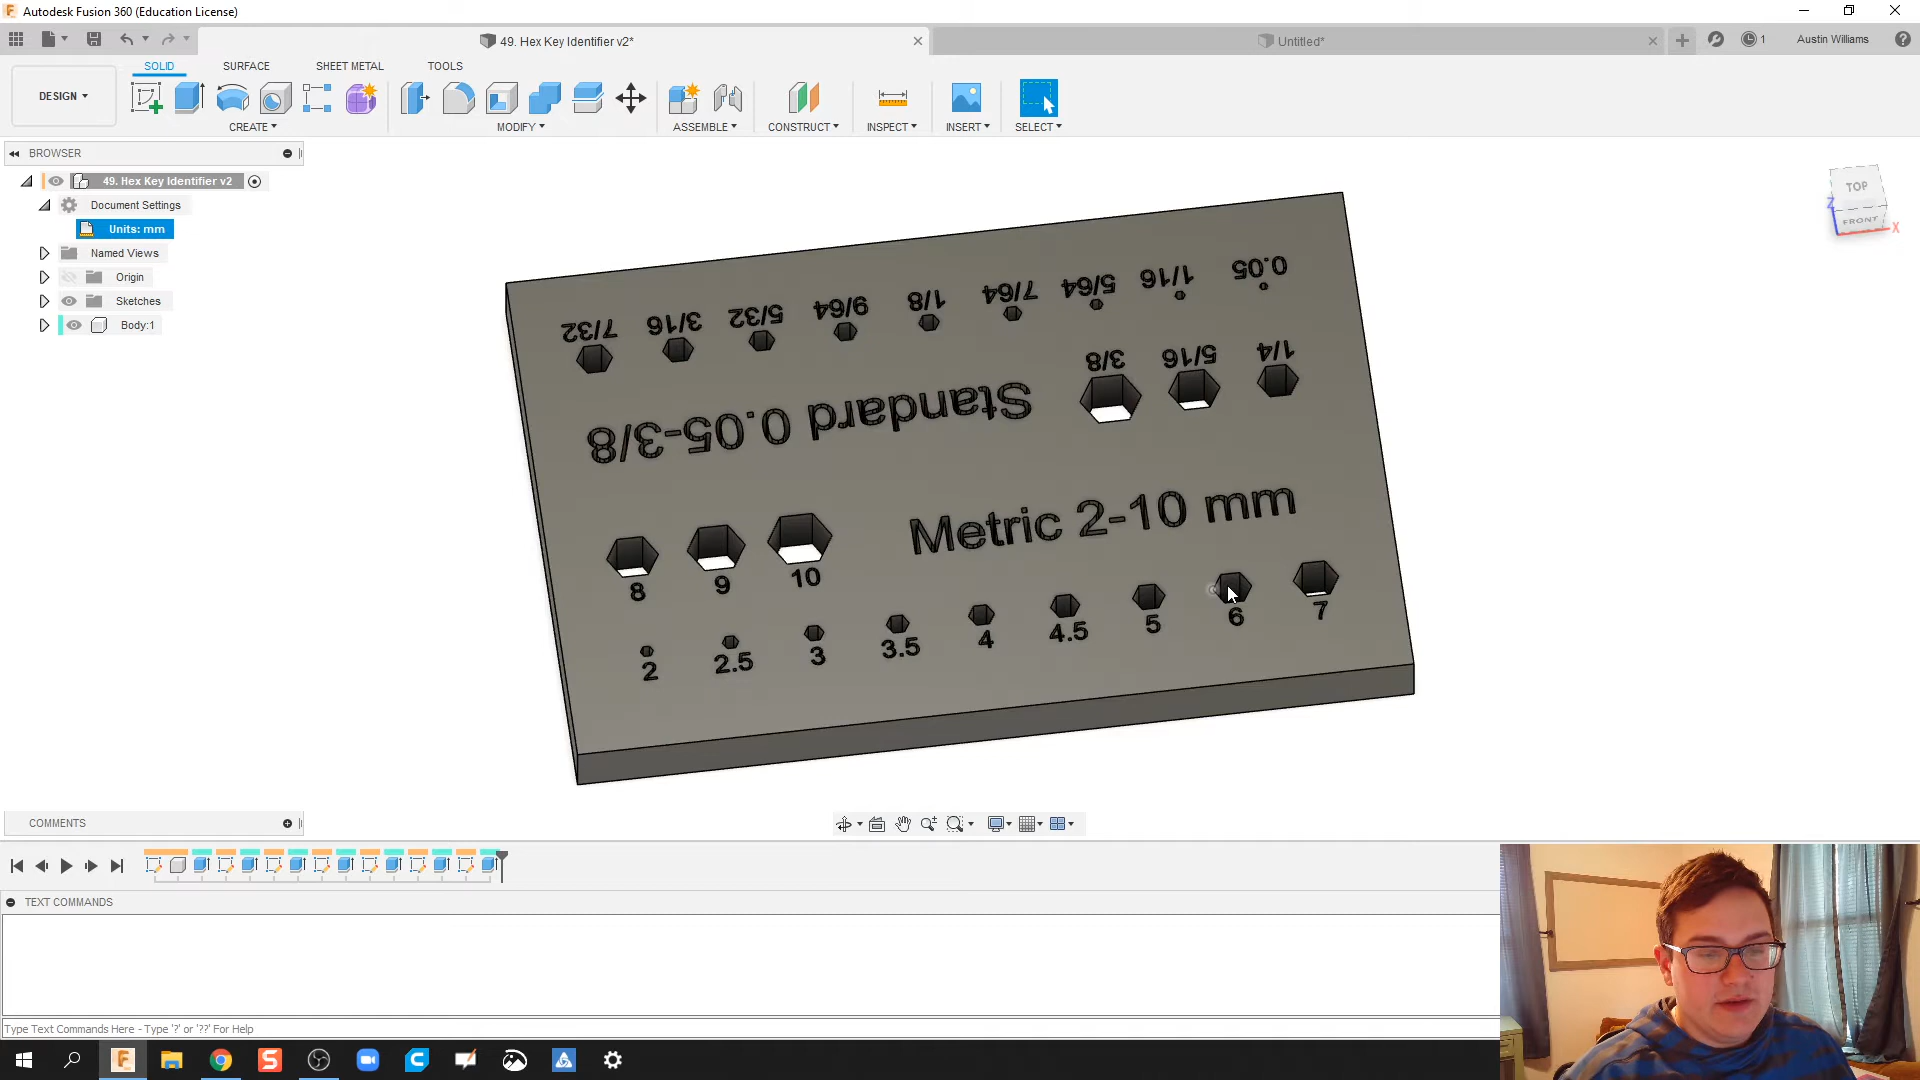 Autodesk Fusion 360 (Education License)
49. Hex Key Identifier v2*
Untitled*
1
Austin Williams
SOLID
SURFACE
SHEET METAL
TOOLS
DESIGN
CREATE
MODIFY
ASSEMBLE
CONSTRUCT
INSPECT
INSERT
SELECT
BROWSER
49. Hex Key Identifier v2
Document Settings
Units: mm
Named Views
Origin
Sketches
Body:1
TOP
FRONT
Z
X
7/32 3/16 5/32 9/64 1/8 7/64 5/64 1/16 0.05
3/8 5/16 1/4
Standard 0.05-3/8
Metric 2-10 mm
8 9 10
2 2.5 3 3.5 4 4.5 5 6 7
COMMENTS
TEXT COMMANDS
Type Text Commands Here - Type '?' or '??' For Help